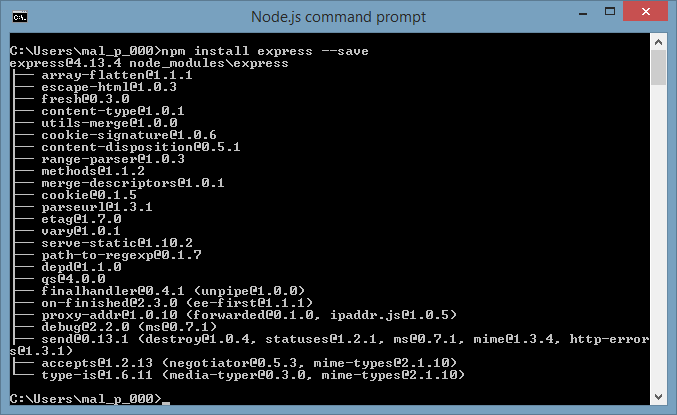 Node.js command prompt
C:\Users\mal_p_000>npm install express --save
express@4.13.4 node_modules\express
├── array-flatten@1.1.1
├── escape-html@1.0.3
├── fresh@0.3.0
├── content-type@1.0.1
├── utils-merge@1.0.0
├── cookie-signature@1.0.6
├── content-disposition@0.5.1
├── range-parser@1.0.3
├── methods@1.1.2
├── merge-descriptors@1.0.1
├── cookie@0.1.5
├── parseurl@1.3.1
├── etag@1.7.0
├── vary@1.0.1
├── serve-static@1.10.2
├── path-to-regexp@0.1.7
├── depd@1.1.0
├── qs@4.0.0
├── finalhandler@0.4.1 (unpipe@1.0.0)
├── on-finished@2.3.0 (ee-first@1.1.1)
├── proxy-addr@1.0.10 (forwarded@0.1.0, ipaddr.js@1.0.5)
├── debug@2.2.0 (ms@0.7.1)
├── send@0.13.1 (destroy@1.0.4, statuses@1.2.1, ms@0.7.1, mime@1.3.4, http-error
s@1.3.1)
├── accepts@1.2.13 (negotiator@0.5.3, mime-types@2.1.10)
└── type-is@1.6.11 (media-typer@0.3.0, mime-types@2.1.10)
C:\Users\mal_p_000>_